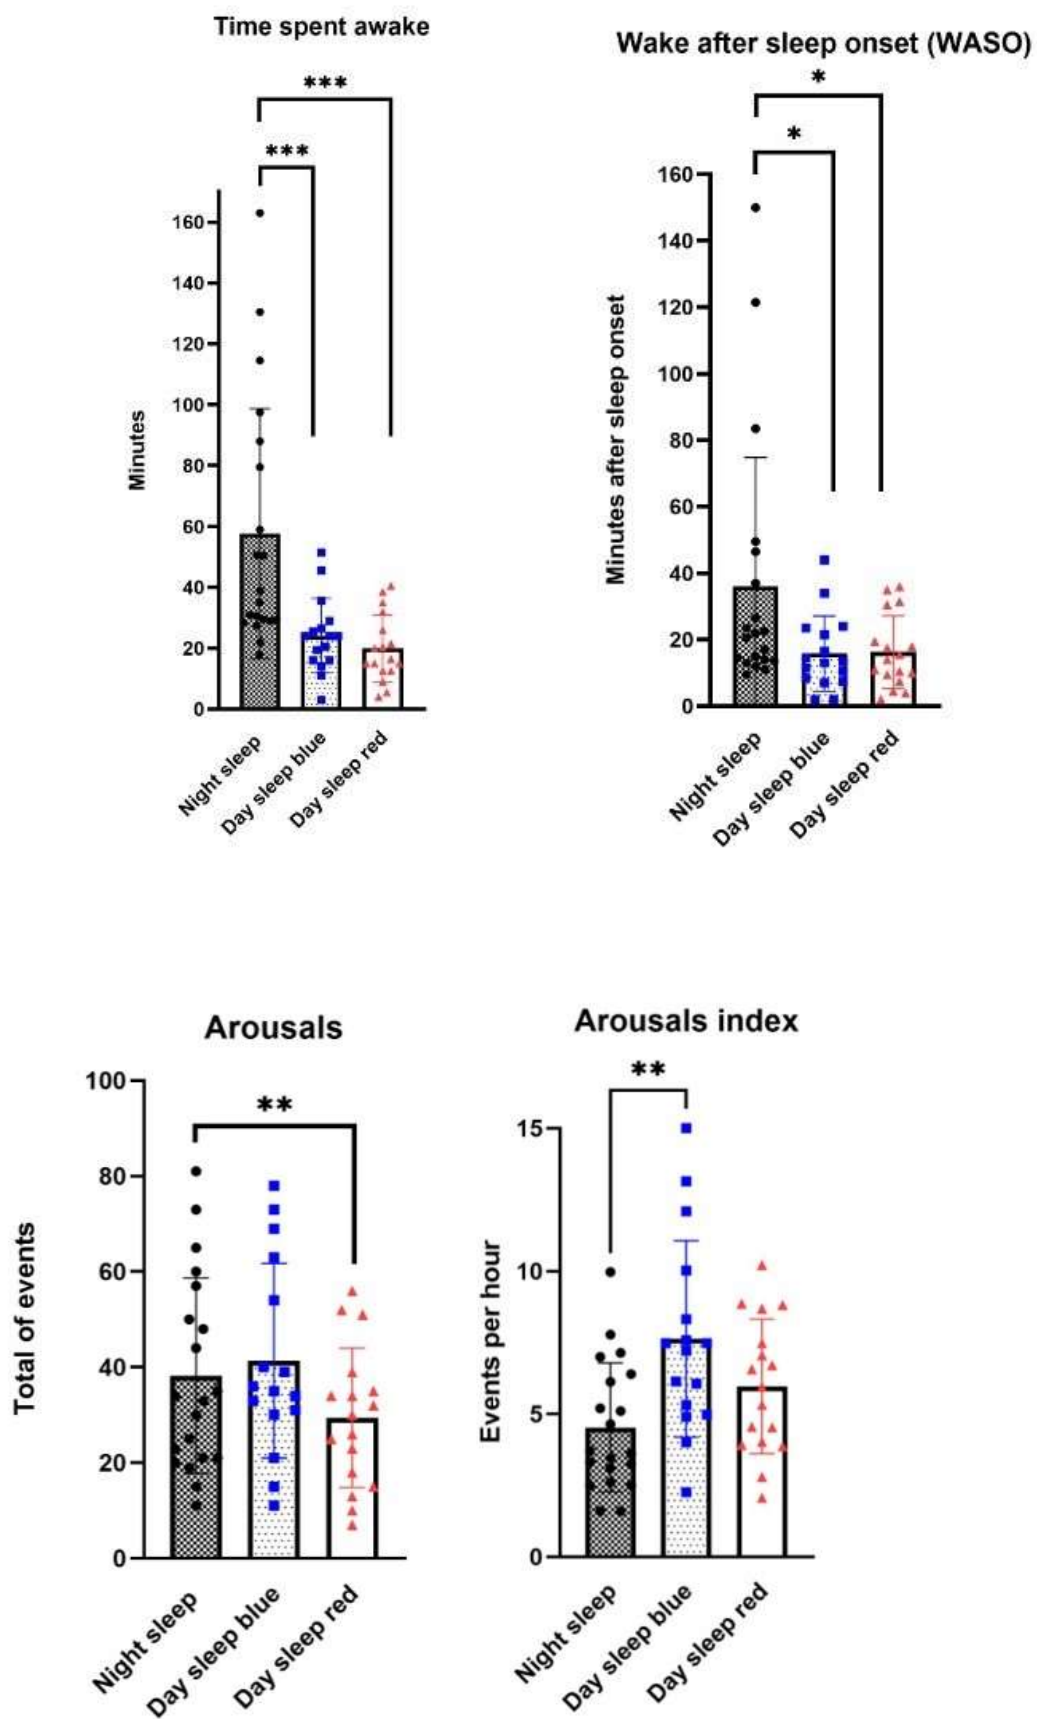 Time spent awake
***
***
Minutes
160
140
120
100
80
60
40
20
0
Night sleep
Day sleep blue
Day sleep red
Wake after sleep onset (WASO)
*
*
Minutes after sleep onset
160
140
120
100
80
60
40
20
0
Night sleep
Day sleep blue
Day sleep red
Arousals
**
Total of events
100
80
60
40
20
0
Night sleep
Day sleep blue
Day sleep red
Arousals index
**
Events per hour
15
10
5
0
Night sleep
Day sleep blue
Day sleep red